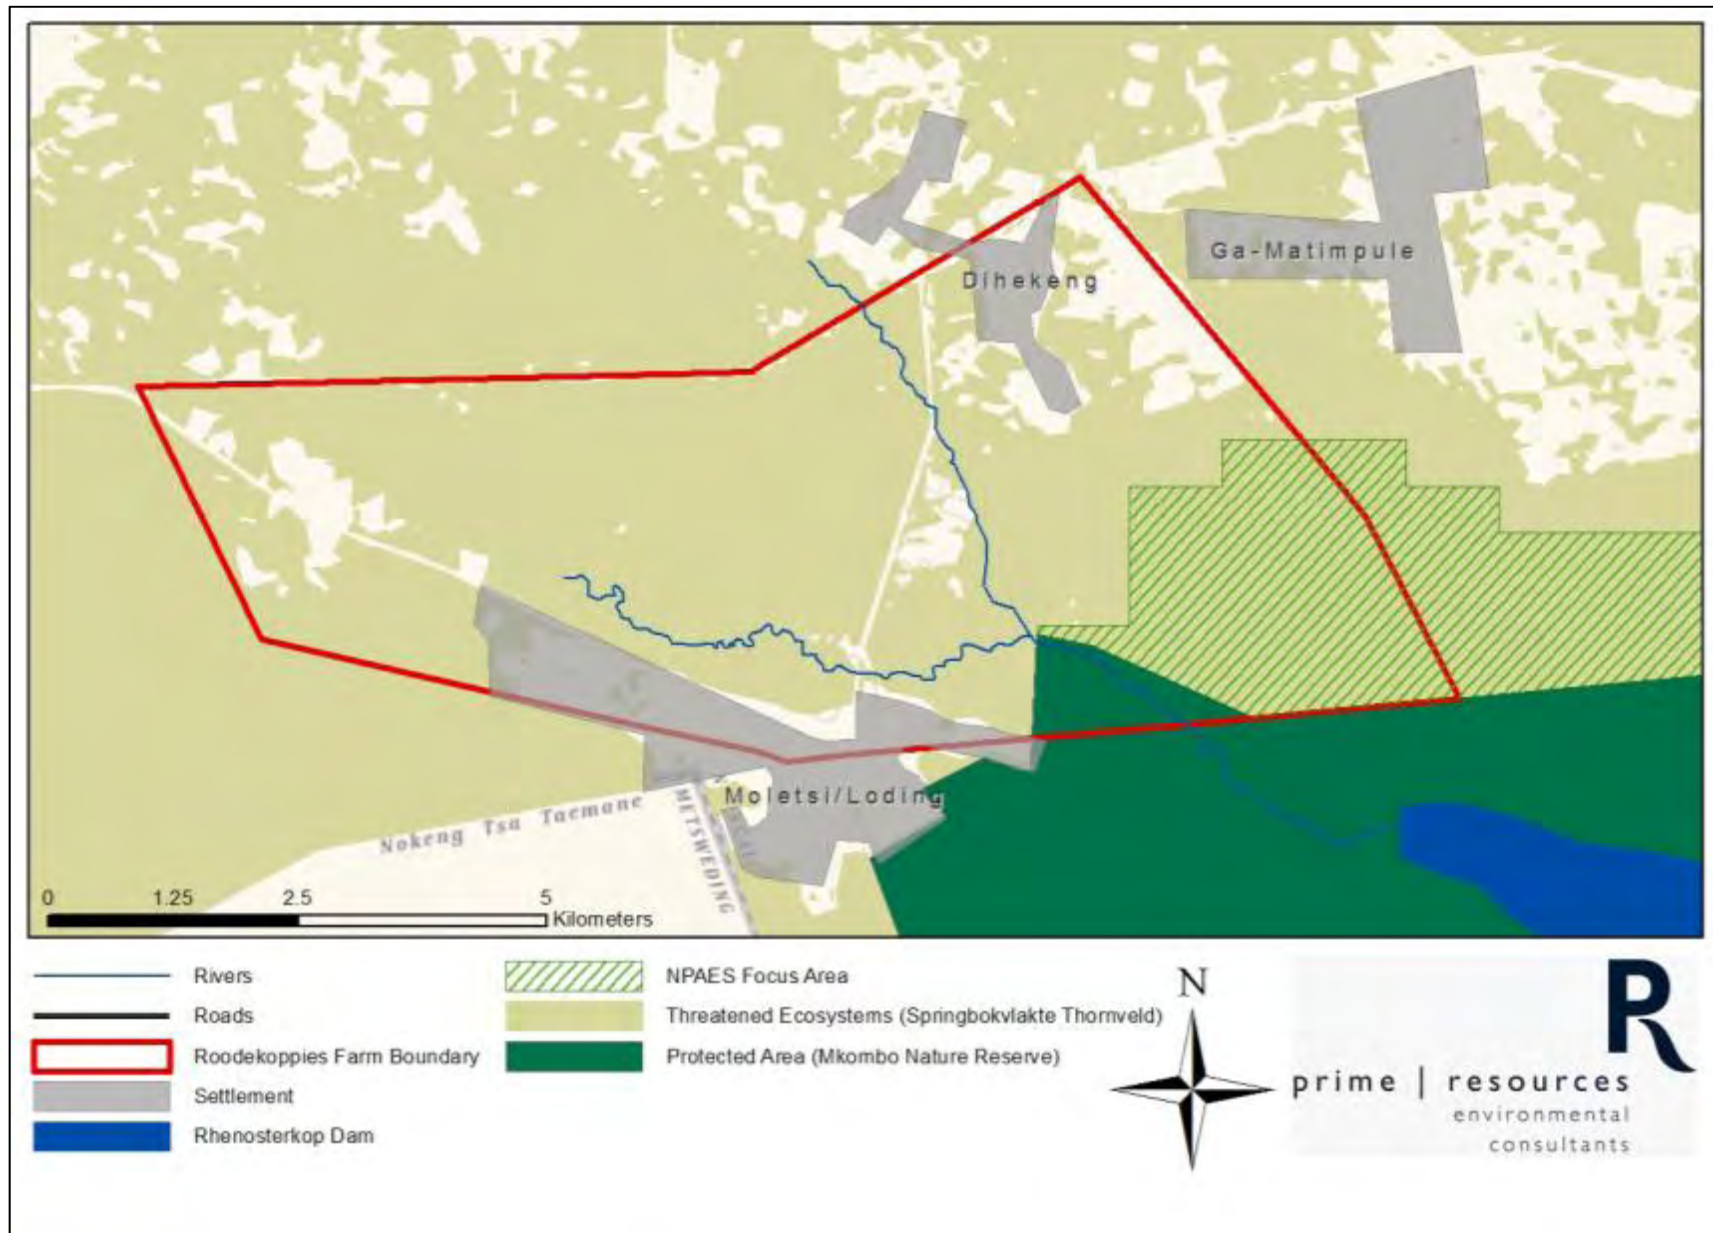 Ga-Matimpule
Dihekeng
Moletsi/Loding
Nokeng Tsa Taemane
METSWEDING
0 1.25 2.5 5
Kilometers
Rivers
Roads
Roodekoppies Farm Boundary
Settlement
Rhenosterkop Dam
NPAES Focus Area
Threatened Ecosystems (Springbokvlakte Thornveld)
Protected Area (Mkombo Nature Reserve)
N
R
prime | resources
environmental
consultants